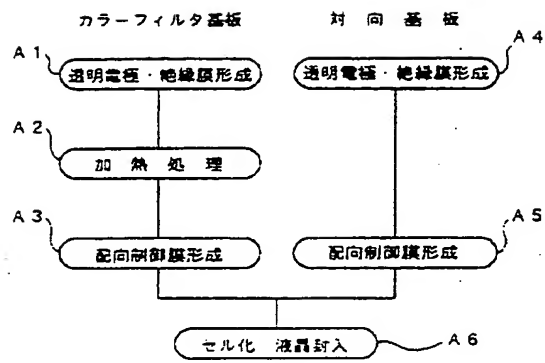 カラーフィルタ基板
対向基板
A1
透明電極・絶縁膜形成
A4
透明電極・絶縁膜形成
A2
加熱処理
A3
配向制御膜形成
A5
配向制御膜形成
セル化 液晶封入
A6